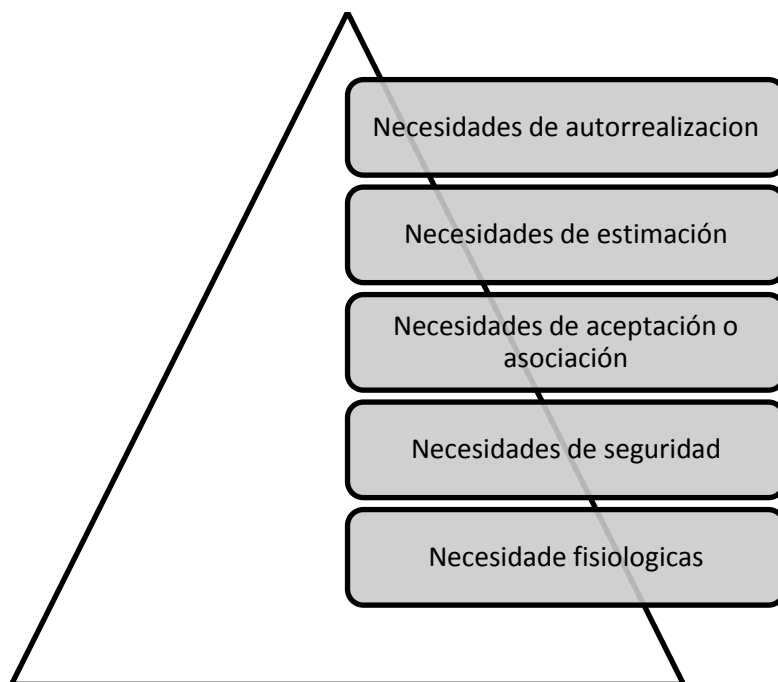 Necesidades de autorrealizacion
Necesidades de estimación
Necesidades de aceptación o
asociación
Necesidades de seguridad
Necesidade fisiologicas